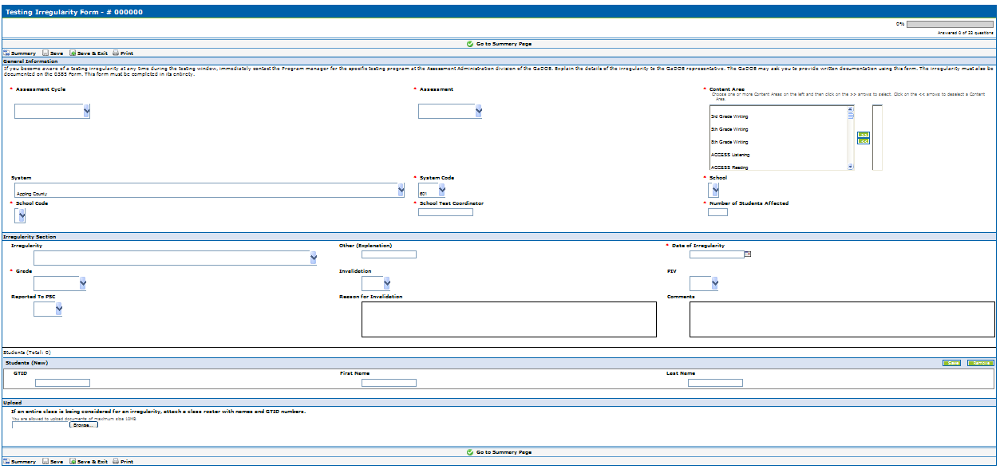 Testing Irregularity Form - # 000000
0%
Answered 0 of 22 questions
Go to Summary Page
Summary Save Save & Exit Print
General Information
If you become aware of a testing irregularity at any time during the testing window, immediately contact the Program manager for the specific testing program at the Assessment Administration division of the GaDOE. Explain the details of the irregularity to the GaDOE representative. The GaDOE may ask you to provide written documentation using this form. The irregularity must also be
documented on the OSES Form. This form must be completed in its entirety.
* Assessment Cycle * Assessment * Content Area
Choose one or more Content Areas on the left and then click on the >> arrows to select. Click on the << arrows to deselect a Content
Area.
3rd Grade Writing
5th Grade Writing
8th Grade Writing
ACCESS Listening
ACCESS Reading
>>
<<
System * System Code * School
Appling County 601
* School Code * School Test Coordinator * Number of Students Affected
Irregularity Section
Irregularity Other (Explanation) * Date of Irregularity
* Grade Invalidation PIV
Reported To PSC Reason for Invalidation Comments
Students (Total: 0)
Students (New) Save
GTID First Name Last Name
Upload
If an entire class is being considered for an irregularity, attach a class roster with names and GTID numbers.
You are allowed to upload documents of maximum size 10MB
Browse...
Go to Summary Page
Summary Save Save & Exit Print